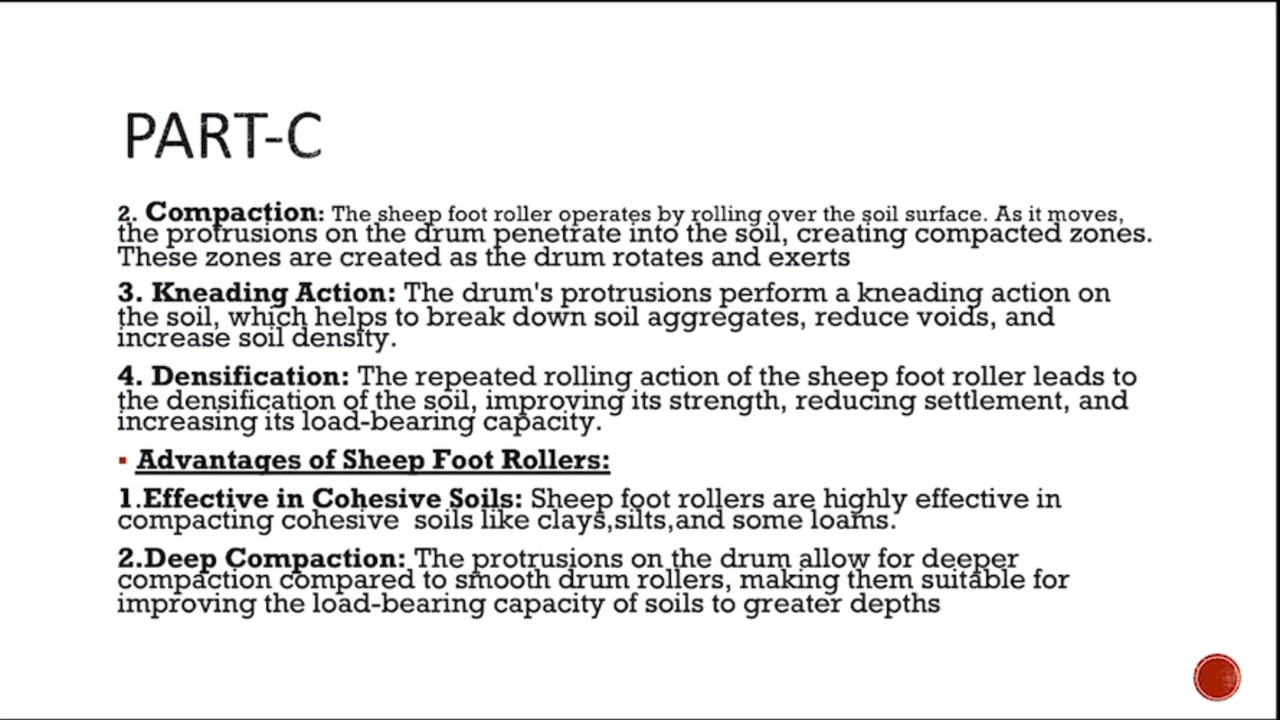 PART-C
2. Compaction: The sheep foot roller operates by rolling over the soil surface. As it moves,
the protrusions on the drum penetrate into the soil, creating compacted zones.
These zones are created as the drum rotates and exerts
3. Kneading Action: The drum's protrusions perform a kneading action on
the soil, which helps to break down soil aggregates, reduce voids, and
increase soil density.
4. Densification: The repeated rolling action of the sheep foot roller leads to
the densification of the soil, improving its strength, reducing settlement, and
increasing its load-bearing capacity.
▪ Advantages of Sheep Foot Rollers:
1.Effective in Cohesive Soils: Sheep foot rollers are highly effective in
compacting cohesive  soils like clays,silts,and some loams.
2.Deep Compaction: The protrusions on the drum allow for deeper
compaction compared to smooth drum rollers, making them suitable for
improving the load-bearing capacity of soils to greater depths